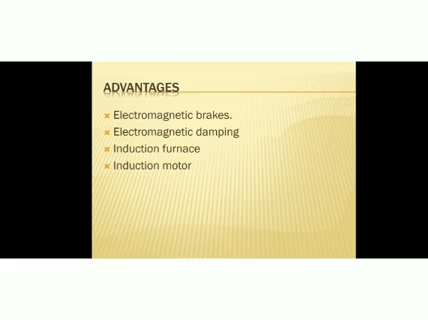 ADVANTAGES
Electromagnetic brakes.
Electromagnetic damping
Induction furnace
Induction motor